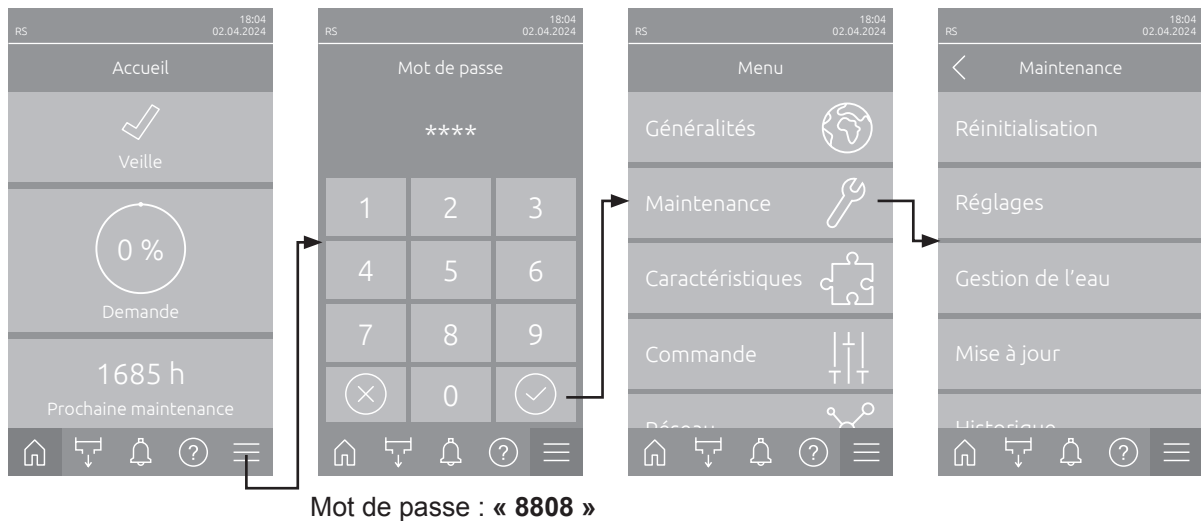 18:04
RS 02.04.2024
Accueil
Veille
0 %
Demande
1685 h
Prochaine maintenance
?
18:04
RS 02.04.2024
Mot de passe
****
1 2 3
4 5 6
7 8 9
0
?
18:04
RS 02.04.2024
Menu
Généralités
Maintenance
Caractéristiques
Commande
Réseau
?
18:04
RS 02.04.2024
Maintenance
Réinitialisation
Réglages
Gestion de l'eau
Mise à jour
Historique
?
Mot de passe : « 8808 »